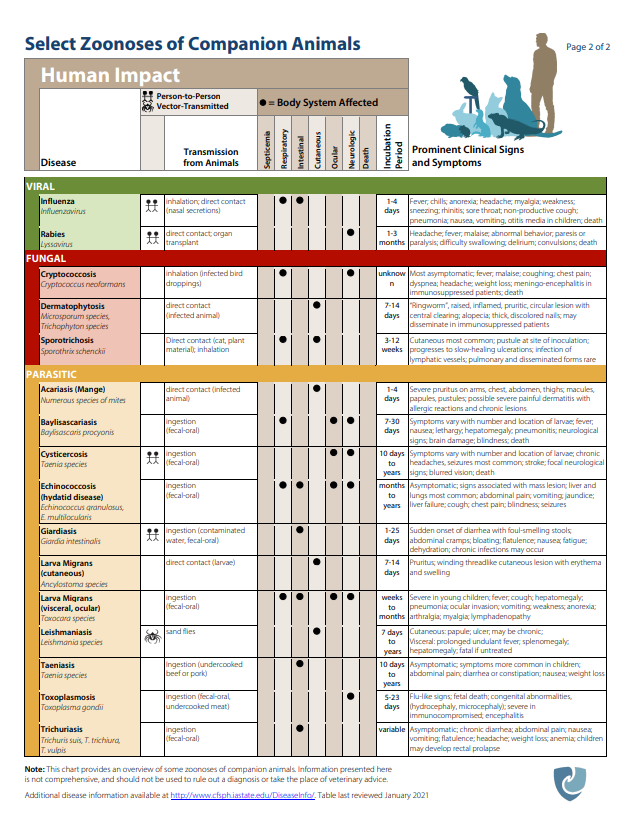 Select Zoonoses of Companion Animals
Page 2 of 2
Human Impact
Person-to-Person
Vector-Transmitted
● = Body System Affected
Disease
Transmission
from Animals
Septicemia
Respiratory
Intestinal
Cutaneous
Ocular
Neurologic
Death
Incubation
Period
Prominent Clinical Signs
and Symptoms
VIRAL
Influenza
Influenzavirus
inhalation; direct contact
(nasal secretions)
1-4
days
Fever; chills; anorexia; headache; myalgia; weakness;
sneezing; rhinitis; sore throat; non-productive cough;
pneumonia; nausea, vomiting, otitis media in children; death
Rabies
Lyssavirus
direct contact; organ
transplant
1-3
months
Headache; fever; malaise; abnormal behavior; paresis or
paralysis; difficulty swallowing; delirium; convulsions; death
FUNGAL
Cryptococcosis
Cryptococcus neoformans
inhalation (infected bird
droppings)
unknow
n
Most asymptomatic; fever; malaise; coughing; chest pain;
dyspnea; headache; weight loss; meningo-encephalitis in
immunosuppressed patients; death
Dermatophytosis
Microsporum species,
Trichophyton species
direct contact
(infected animal)
7-14
days
"Ringworm", raised, inflamed, pruritic, circular lesion with
central clearing; alopecia; thick, discolored nails; may
disseminate in immunosuppressed patients
Sporotrichosis
Sporothrix schenckii
Direct contact (cat, plant
material); inhalation
3-12
weeks
Cutaneous most common; pustule at site of inoculation;
progresses to slow-healing ulcerations; infection of
lymphatic vessels; pulmonary and disseminated forms rare
PARASITIC
Acariasis (Mange)
Numerous species of mites
direct contact (infected
animal)
1-4
days
Severe pruritus on arms, chest, abdomen, thighs; macules,
papules, pustules; possible severe painful dermatitis with
allergic reactions and chronic lesions
Baylisascariasis
Baylisascaris procyonis
ingestion
(fecal-oral)
7-30
days
Symptoms vary with number and location of larvae; fever;
nausea; lethargy; hepatomegaly; pneumonitis; neurological
signs; brain damage; blindness; death
Cysticercosis
Taenia species
ingestion
(fecal-oral)
10 days
to
years
Symptoms vary with number and location of larvae; chronic
headaches, seizures most common; stroke; focal neurological
signs; blurred vision; death
Echinococcosis
(hydatid disease)
Echinococcus granulosus,
E. multilocularis
ingestion
(fecal-oral)
months
to
years
Asymptomatic; signs associated with mass lesion; liver and
lungs most common; abdominal pain; vomiting; jaundice;
liver failure; cough; chest pain; blindness; seizures
Giardiasis
Giardia intestinalis
ingestion (contaminated
water, fecal-oral)
1-25
days
Sudden onset of diarrhea with foul-smelling stools;
abdominal cramps; bloating; flatulence; nausea; fatigue;
dehydration; chronic infections may occur
Larva Migrans
(cutaneous)
Ancylostoma species
direct contact (larvae)
7-14
days
Pruritus; winding threadlike cutaneous lesion with erythema
and swelling
Larva Migrans
(visceral, ocular)
Toxocara species
ingestion
(fecal-oral)
weeks
to
months
Severe in young children; fever; cough; hepatomegaly;
pneumonia; ocular invasion; vomiting; weakness; anorexia;
arthralgia; myalgia; lymphadenopathy
Leishmaniasis
Leishmania species
sand flies
7 days
to
years
Cutaneous: papule; ulcer; may be chronic;
Visceral: prolonged undulant fever; splenomegaly;
hepatomegaly; fatal if untreated
Taeniasis
Taenia species
Ingestion (undercooked
beef or pork)
10 days
to
years
Asymptomatic; symptoms more common in children;
abdominal pain; diarrhea or constipation; nausea; weight loss
Toxoplasmosis
Toxoplasma gondii
ingestion (fecal-oral,
undercooked meat)
5-23
days
Flu-like signs; fetal death; congenital abnormalities,
(hydrocephaly, microcephaly); severe in
immunocompromised; encephalitis
Trichuriasis
Trichuris suis, T. trichiura,
T. vulpis
ingestion
(fecal-oral)
variable
Asymptomatic; chronic diarrhea; abdominal pain; nausea;
vomiting; flatulence; headache; weight loss; anemia; children
may develop rectal prolapse
Note: This chart provides an overview of some zoonoses of companion animals. Information presented here
is not comprehensive, and should not be used to rule out a diagnosis or take the place of veterinary advice.
Additional disease information available at http://www.cfsph.iastate.edu/DiseaseInfo/. Table last reviewed January 2021